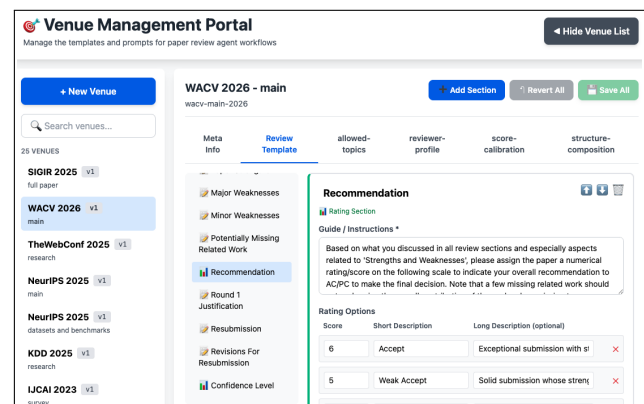 Venue Management Portal
Manage the templates and prompts for paper review agent workflows
◀ Hide Venue List
+ New Venue
Search venues...
25 VENUES
SIGIR 2025 v1
full paper
WACV 2026 v1
main
TheWebConf 2025 v1
research
NeurIPS 2025 v1
main
NeurIPS 2025 v1
datasets and benchmarks
KDD 2025 v1
research
IJCAI 2023 v1
survey
WACV 2026 - main
wacv-main-2026
+ Add Section
Revert All
Save All
Meta Info
Review Template
allowed-topics
reviewer-profile
score-calibration
structure-composition
Major Weaknesses
Minor Weaknesses
Potentially Missing
Related Work
Recommendation
Round 1
Justification
Resubmission
Revisions For
Resubmission
Confidence Level
Recommendation
Rating Section
Guide / Instructions *
Based on what you discussed in all review sections and especially aspects
related to 'Strengths and Weaknesses', please assign the paper a numerical
rating/score on the following scale to indicate your overall recommendation to
AC/PC to make the final decision. Note that a few missing related work should
Rating Options
Score Short Description Long Description (optional)
6 Accept Exceptional submission with st
5 Weak Accept Solid submission whose streng